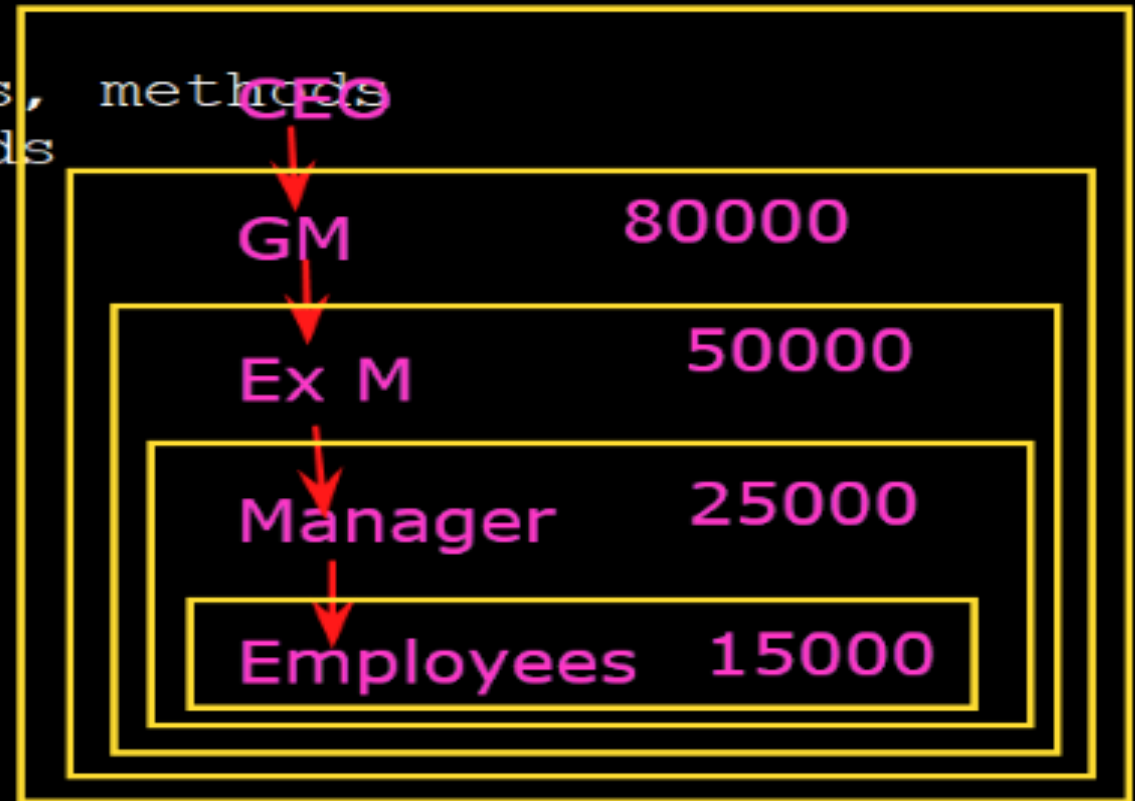 s, methods
CEO
ds
GM 80000
Ex M 50000
Manager 25000
Employees 15000